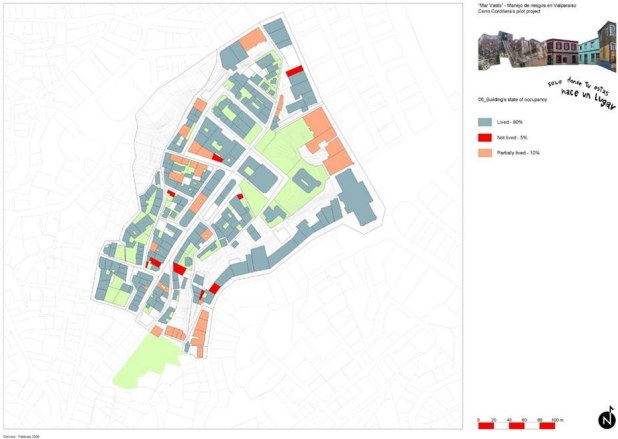 "Mar Vasto" - Manejo de riesgos en Valparaíso
Cerro Cordillera's pilot project
solo donde tu estas
hace un lugar
05_Building's state of occupancy
Lived - 80%
Not lived - 5%
Partially lived - 10%
0 20 40 60 80 100 m
N